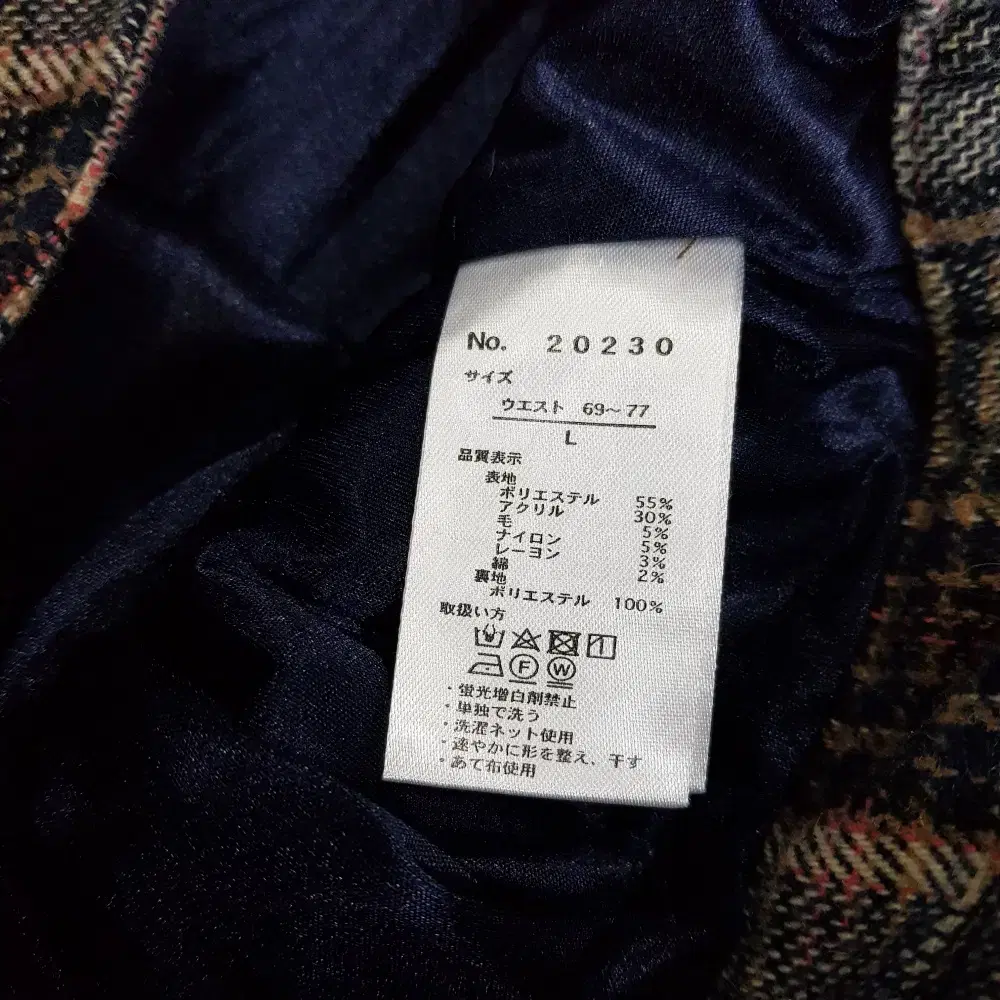 No. 20230
サイズ
ウエスト 69~77
L
品質表示
表地
ポリエステル 55%
アクリル 30%
毛 5%
ナイロン 5%
レーヨン 3%
綿 2%
裏地
ポリエステル 100%
取扱い方
F W
・蛍光増白剤禁止
・単独で洗う
・洗濯ネット使用
・速やかに形を整え、干す
・あて布使用